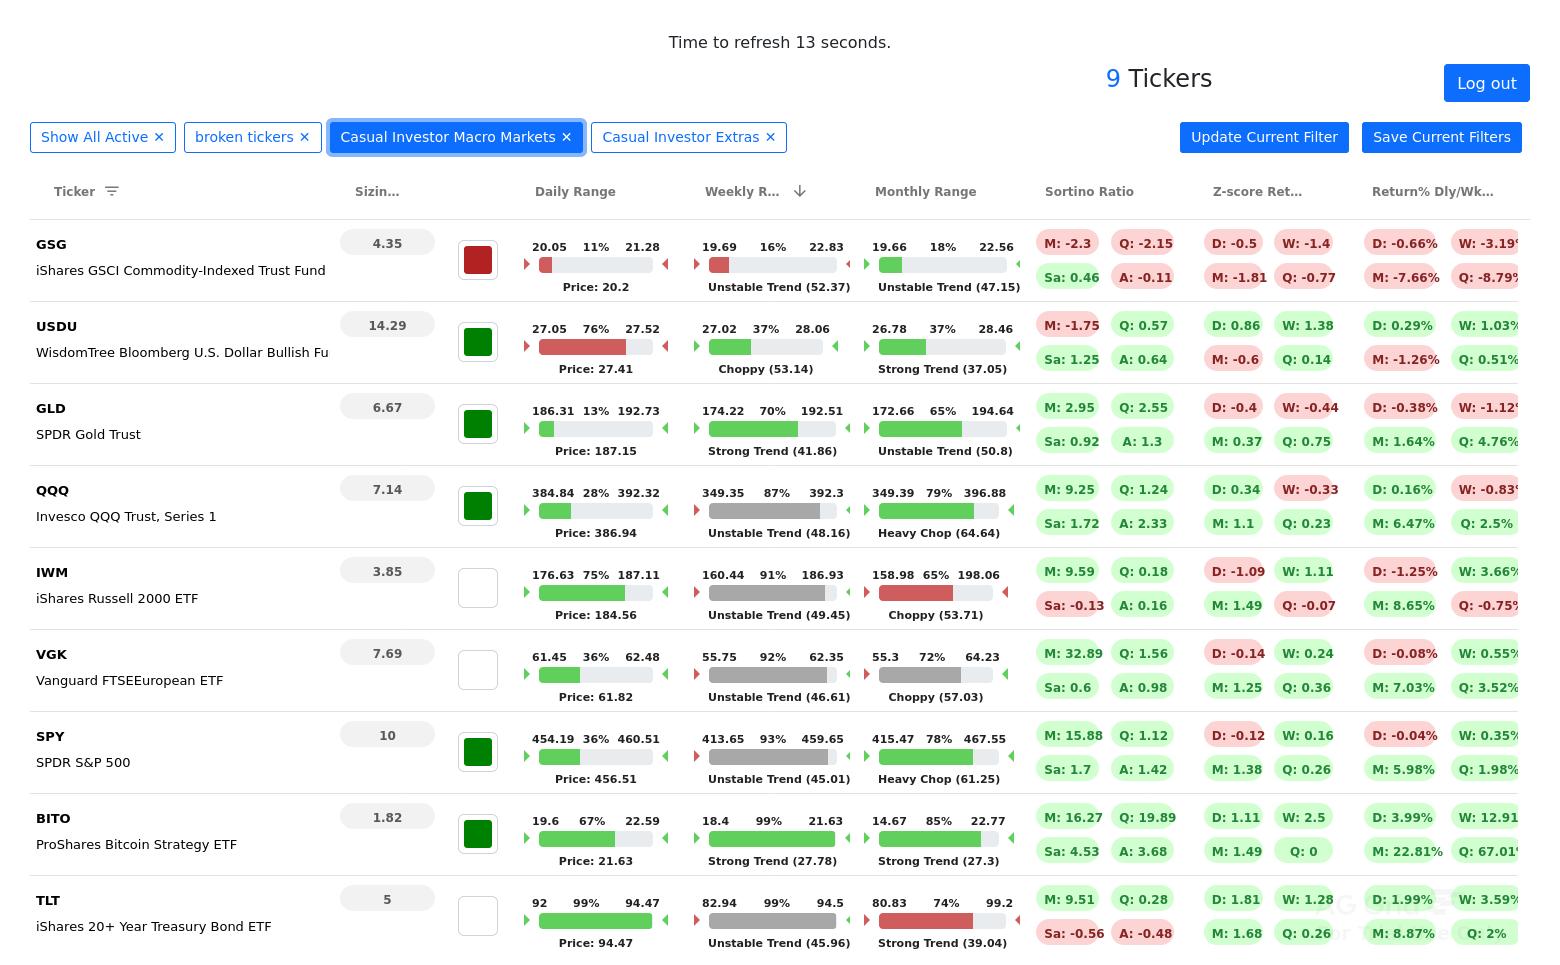 Time to refresh 13 seconds.
9 Tickers
Log out
Show All Active ✕ broken tickers ✕ Casual Investor Macro Markets ✕ Casual Investor Extras ✕ Update Current Filter Save Current Filters
Ticker Sizin... Daily Range Weekly R... Monthly Range Sortino Ratio Z-score Ret... Return% Dly/Wk...
GSG 4.35 20.05 11% 21.28 19.69 16% 22.83 19.66 18% 22.56 M: -2.3 Q: -2.15 D: -0.5 W: -1.4 D: -0.66% W: -3.19%
iShares GSCI Commodity-Indexed Trust Fund Price: 20.2 Unstable Trend (52.37) Unstable Trend (47.15) Sa: 0.46 A: -0.11 M: -1.81 Q: -0.77 M: -7.66% Q: -8.79%
USDU 14.29 27.05 76% 27.52 27.02 37% 28.06 26.78 37% 28.46 M: -1.75 Q: 0.57 D: 0.86 W: 1.38 D: 0.29% W: 1.03%
WisdomTree Bloomberg U.S. Dollar Bullish Fu Price: 27.41 Choppy (53.14) Strong Trend (37.05) Sa: 1.25 A: 0.64 M: -0.6 Q: 0.14 M: -1.26% Q: 0.51%
GLD 6.67 186.31 13% 192.73 174.22 70% 192.51 172.66 65% 194.64 M: 2.95 Q: 2.55 D: -0.4 W: -0.44 D: -0.38% W: -1.12%
SPDR Gold Trust Price: 187.15 Strong Trend (41.86) Unstable Trend (50.8) Sa: 0.92 A: 1.3 M: 0.37 Q: 0.75 M: 1.64% Q: 4.76%
QQQ 7.14 384.84 28% 392.32 349.35 87% 392.3 349.39 79% 396.88 M: 9.25 Q: 1.24 D: 0.34 W: -0.33 D: 0.16% W: -0.83%
Invesco QQQ Trust, Series 1 Price: 386.94 Unstable Trend (48.16) Heavy Chop (64.64) Sa: 1.72 A: 2.33 M: 1.1 Q: 0.23 M: 6.47% Q: 2.5%
IWM 3.85 176.63 75% 187.11 160.44 91% 186.93 158.98 65% 198.06 M: 9.59 Q: 0.18 D: -1.09 W: 1.11 D: -1.25% W: 3.66%
iShares Russell 2000 ETF Price: 184.56 Unstable Trend (49.45) Choppy (53.71) Sa: -0.13 A: 0.16 M: 1.49 Q: -0.07 M: 8.65% Q: -0.75%
VGK 7.69 61.45 36% 62.48 55.75 92% 62.35 55.3 72% 64.23 M: 32.89 Q: 1.56 D: -0.14 W: 0.24 D: -0.08% W: 0.55%
Vanguard FTSEEuropean ETF Price: 61.82 Unstable Trend (46.61) Choppy (57.03) Sa: 0.6 A: 0.98 M: 1.25 Q: 0.36 M: 7.03% Q: 3.52%
SPY 10 454.19 36% 460.51 413.65 93% 459.65 415.47 78% 467.55 M: 15.88 Q: 1.12 D: -0.12 W: 0.16 D: -0.04% W: 0.35%
SPDR S&P 500 Price: 456.51 Unstable Trend (45.01) Heavy Chop (61.25) Sa: 1.7 A: 1.42 M: 1.38 Q: 0.26 M: 5.98% Q: 1.98%
BITO 1.82 19.6 67% 22.59 18.4 99% 21.63 14.67 85% 22.77 M: 16.27 Q: 19.89 D: 1.11 W: 2.5 D: 3.99% W: 12.91
ProShares Bitcoin Strategy ETF Price: 21.63 Strong Trend (27.78) Strong Trend (27.3) Sa: 4.53 A: 3.68 M: 1.49 Q: 0 M: 22.81% Q: 67.01%
TLT 5 92 99% 94.47 82.94 99% 94.5 80.83 74% 99.2 M: 9.51 Q: 0.28 D: 1.81 W: 1.28 D: 1.99% W: 3.59%
iShares 20+ Year Treasury Bond ETF Price: 94.47 Unstable Trend (45.96) Strong Trend (39.04) Sa: -0.56 A: -0.48 M: 1.68 Q: 0.26 M: 8.87% Q: 2%